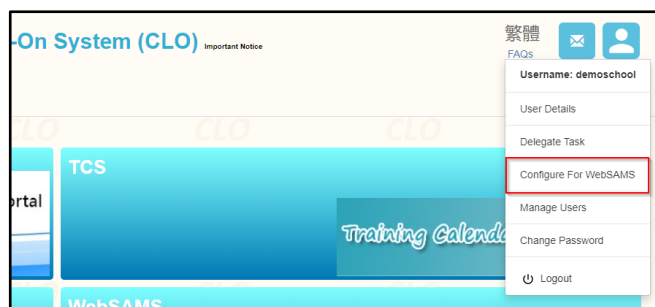 -On System (CLO) Important Notice
繁體
FAQs
Username: demoschool
User Details
Delegate Task
Configure For WebSAMS
Manage Users
Change Password
Logout
CLO CLO CLO
TCS
ortal
Training Calenda
WebSAMS